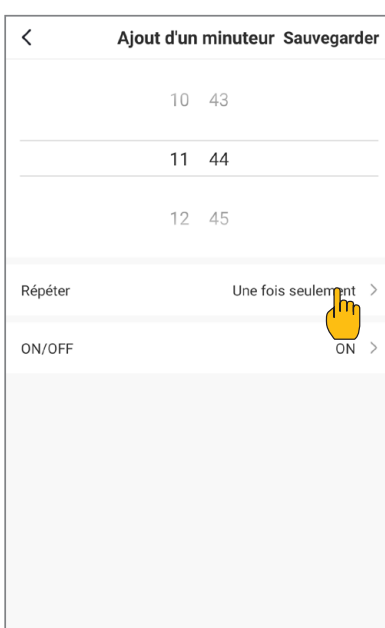 Ajout d'un minuteur Sauvegarder
10 43
11 44
12 45
Répéter Une fois seulement
ON/OFF ON